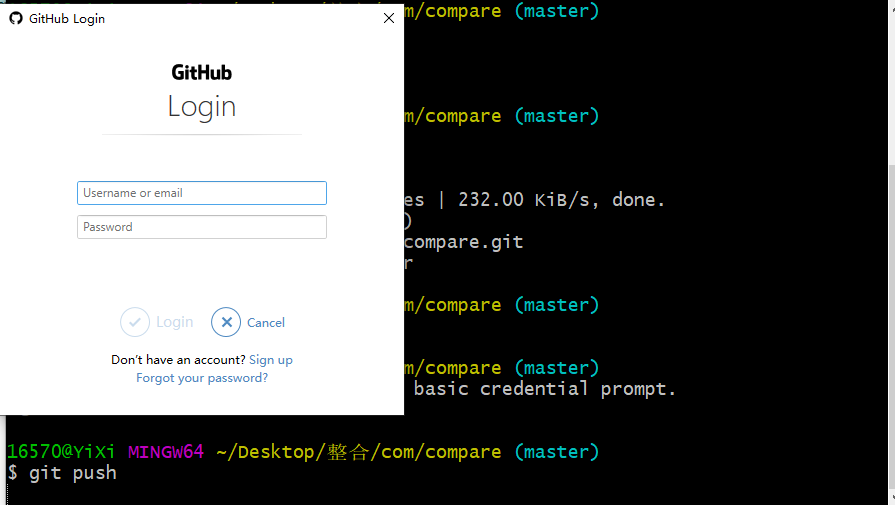 GitHub Login
GitHub
Login
Username or email
Password
Login
Cancel
Don't have an account? Sign up
Forgot your password?
m/compare (master)
m/compare (master)
es | 232.00 KiB/s, done.
)
compare.git
r
m/compare (master)
m/compare (master)
basic credential prompt.
16570@YiXi MINGW64 ~/Desktop/整合/com/compare (master)
$ git push